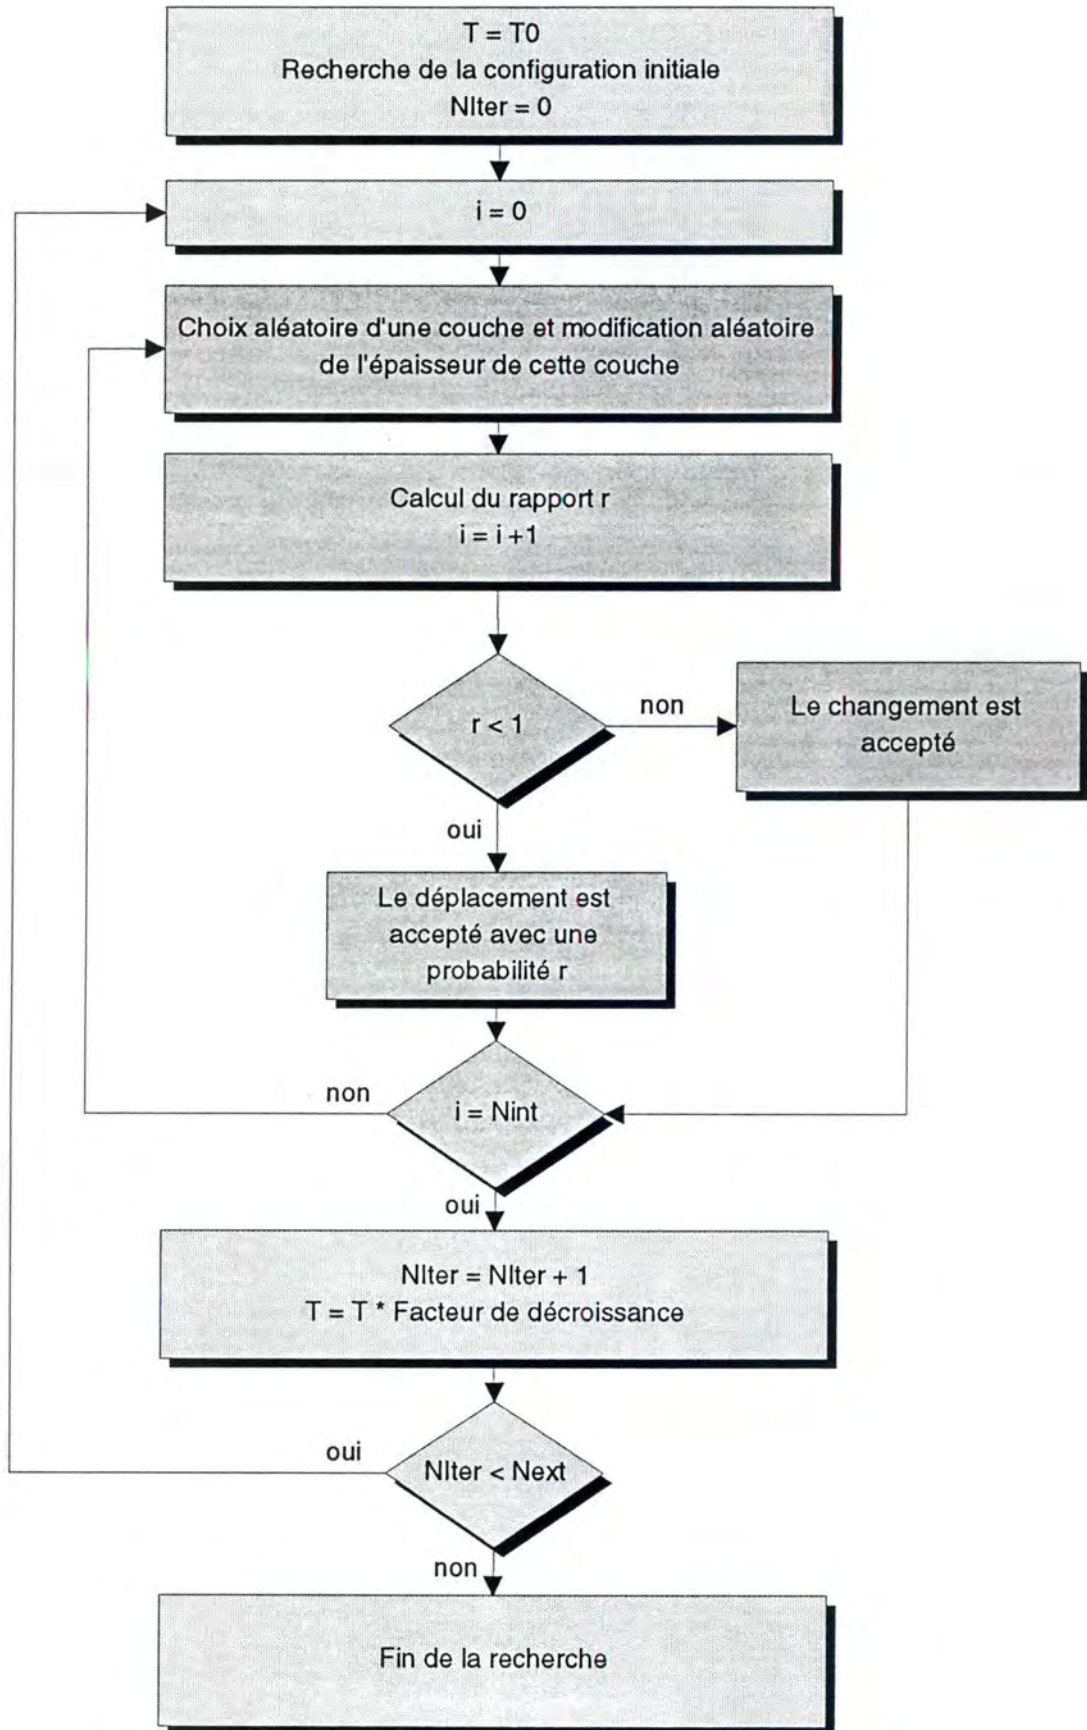 T = T0
Recherche de la configuration initiale
NIter = 0
i = 0
Choix aléatoire d'une couche et modification aléatoire
de l'épaisseur de cette couche
Calcul du rapport r
i = i +1
r < 1
non
Le changement est
accepté
oui
Le déplacement est
accepté avec une
probabilité r
non
i = Nint
oui
NIter = NIter + 1
T = T * Facteur de décroissance
oui
NIter < Next
non
Fin de la recherche